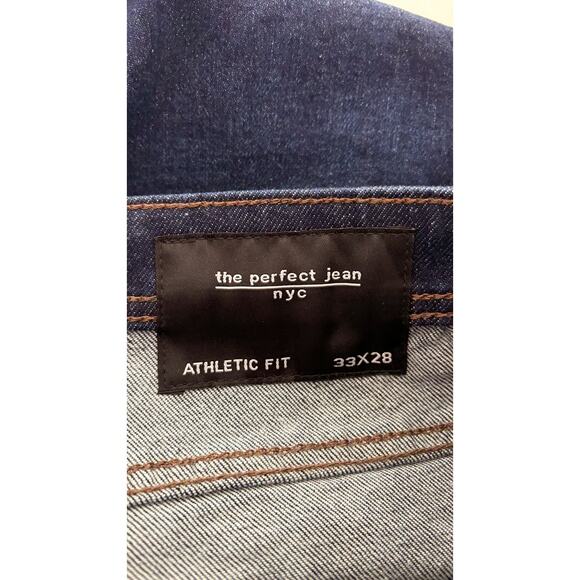 the perfect jean
nyc
ATHLETIC FIT 33X28